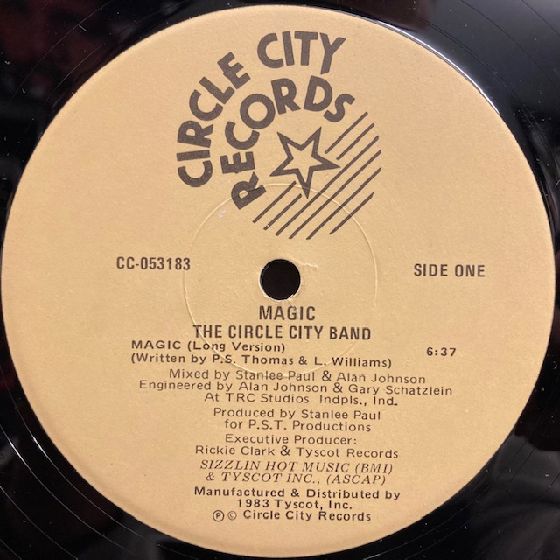 CIRCLE CITY
RECORDS
CC-053183
SIDE ONE
MAGIC
THE CIRCLE CITY BAND
MAGIC (Long Version)
(Written by P.S. Thomas & L. Williams)
6:37
Mixed by Stanlee Paul & Alan Johnson
Engineered by Alan Johnson & Gary Schatzlein
At TRC Studios Indpls., Ind.
Produced by Stanlee Paul
for P.S.T. Productions
Executive Producer:
Rickie Clark & Tyscot Records
SIZZLIN HOT MUSIC (BMI)
& TYSCOT INC., (ASCAP)
Manufactured & Distributed by
1983 Tyscot, Inc.
Ⓟ © Circle City Records